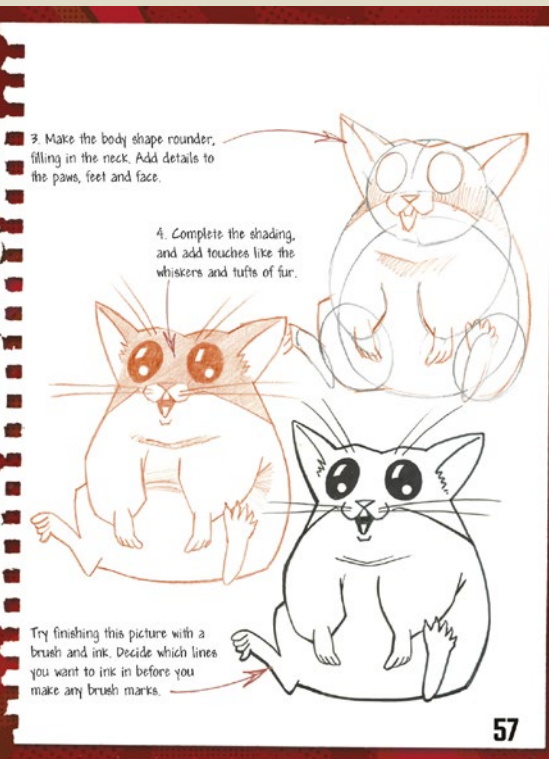 3. Make the body shape rounder,
filling in the neck. Add details to
the paws, feet and face.
4. Complete the shading,
and add touches like the
whiskers and tufts of fur.
Try finishing this picture with a
brush and ink. Decide which lines
you want to ink in before you
make any brush marks.
57